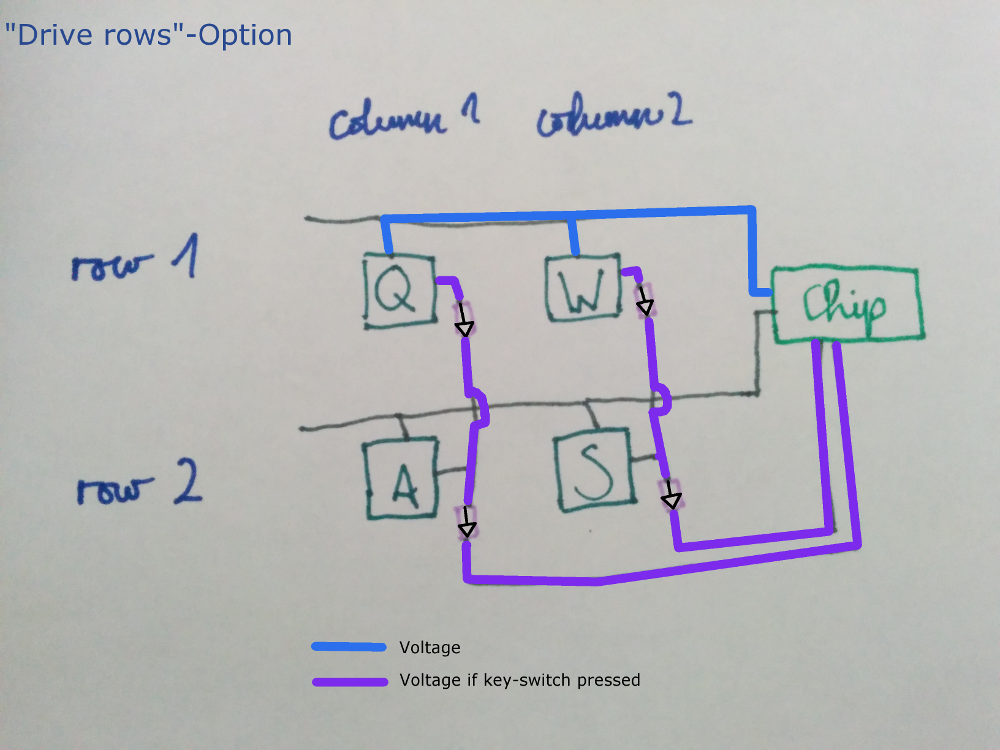 "Drive rows"-Option
column 1 column 2
row 1
Q W Chip
row 2
A S
Voltage
Voltage if key-switch pressed